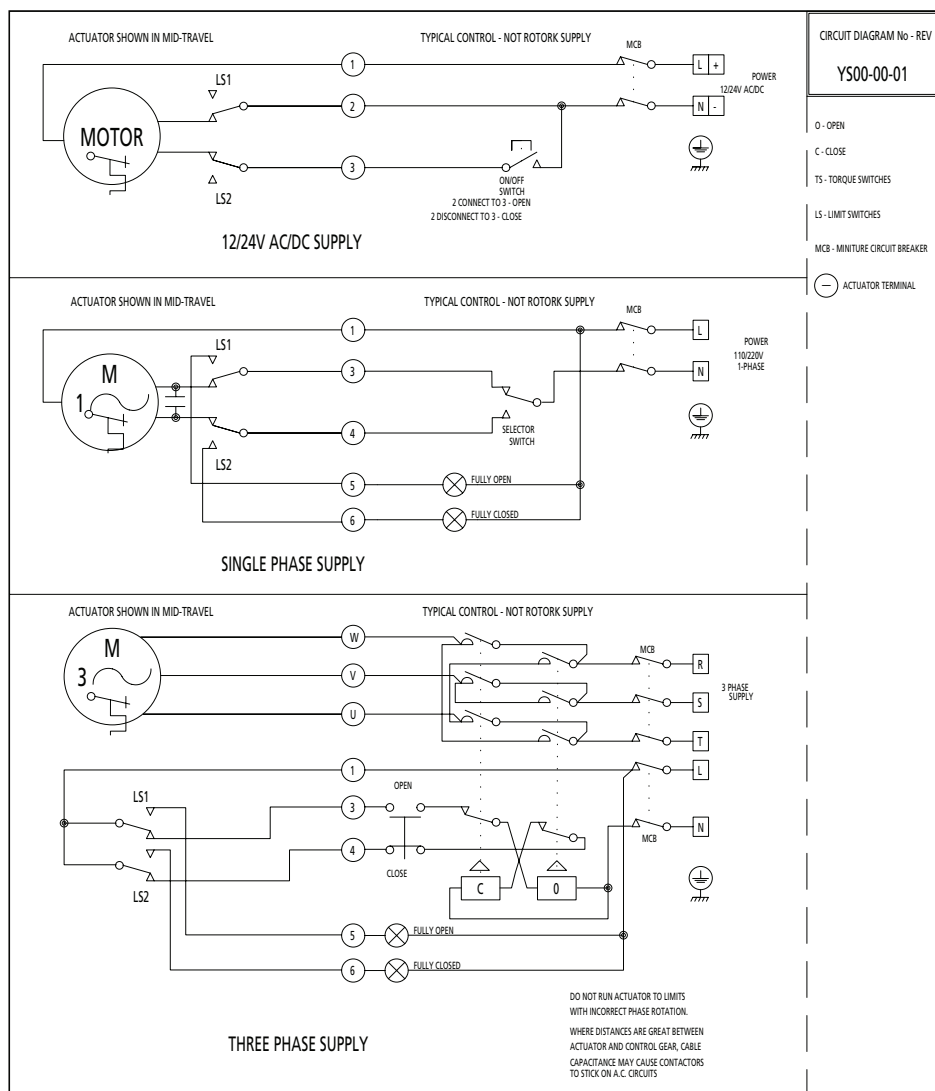 ACTUATOR SHOWN IN MID-TRAVEL
TYPICAL CONTROL - NOT ROTORK SUPPLY
CIRCUIT DIAGRAM No - REV
YS00-00-01
MCB
1
L +
LS1
POWER
12/24V AC/DC
2
N -
O - OPEN
MOTOR
C - CLOSE
3
ON/OFF
SWITCH
TS - TORQUE SWITCHES
LS2
2 CONNECT TO 3 - OPEN
2 DISCONNECT TO 3 - CLOSE
LS - LIMIT SWITCHES
12/24V AC/DC SUPPLY
MCB - MINITURE CIRCUIT BREAKER
— ACTUATOR TERMINAL
ACTUATOR SHOWN IN MID-TRAVEL
TYPICAL CONTROL - NOT ROTORK SUPPLY
MCB
1
L
LS1
POWER
110/220V
1-PHASE
M
1
3
N
4
SELECTOR
SWITCH
LS2
5
FULLY OPEN
6
FULLY CLOSED
SINGLE PHASE SUPPLY
ACTUATOR SHOWN IN MID-TRAVEL
TYPICAL CONTROL - NOT ROTORK SUPPLY
M
3
W
MCB
R
V
3 PHASE
SUPPLY
S
U
T
1
L
OPEN
LS1
3
N
MCB
4
CLOSE
LS2
C
0
5
FULLY OPEN
6
FULLY CLOSED
DO NOT RUN ACTUATOR TO LIMITS
WITH INCORRECT PHASE ROTATION.
WHERE DISTANCES ARE GREAT BETWEEN
ACTUATOR AND CONTROL GEAR, CABLE
CAPACITANCE MAY CAUSE CONTACTORS
TO STICK ON A.C. CIRCUITS
THREE PHASE SUPPLY